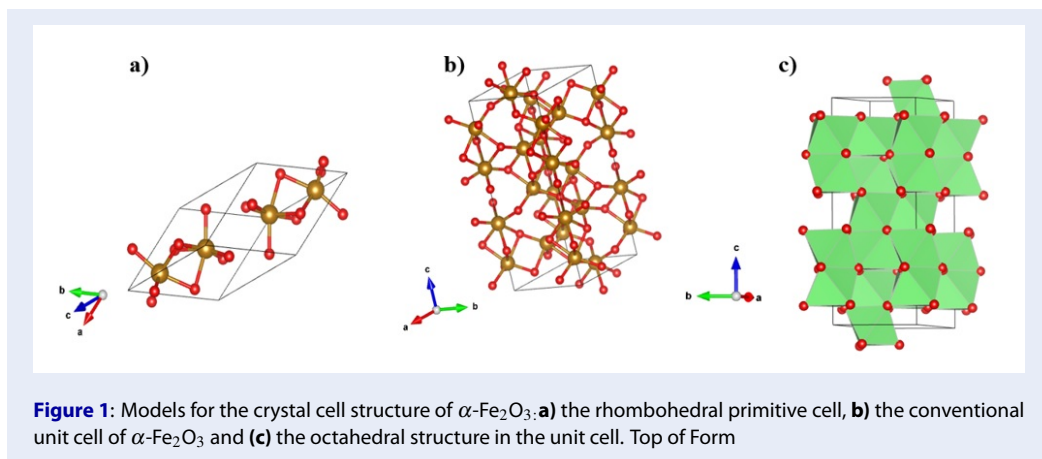 a) b) c)
b
c
a
c
b
a
c
b
a
Figure 1: Models for the crystal cell structure of α-Fe₂O₃:a) the rhombohedral primitive cell, b) the conventional
unit cell of α-Fe₂O₃ and (c) the octahedral structure in the unit cell. Top of Form